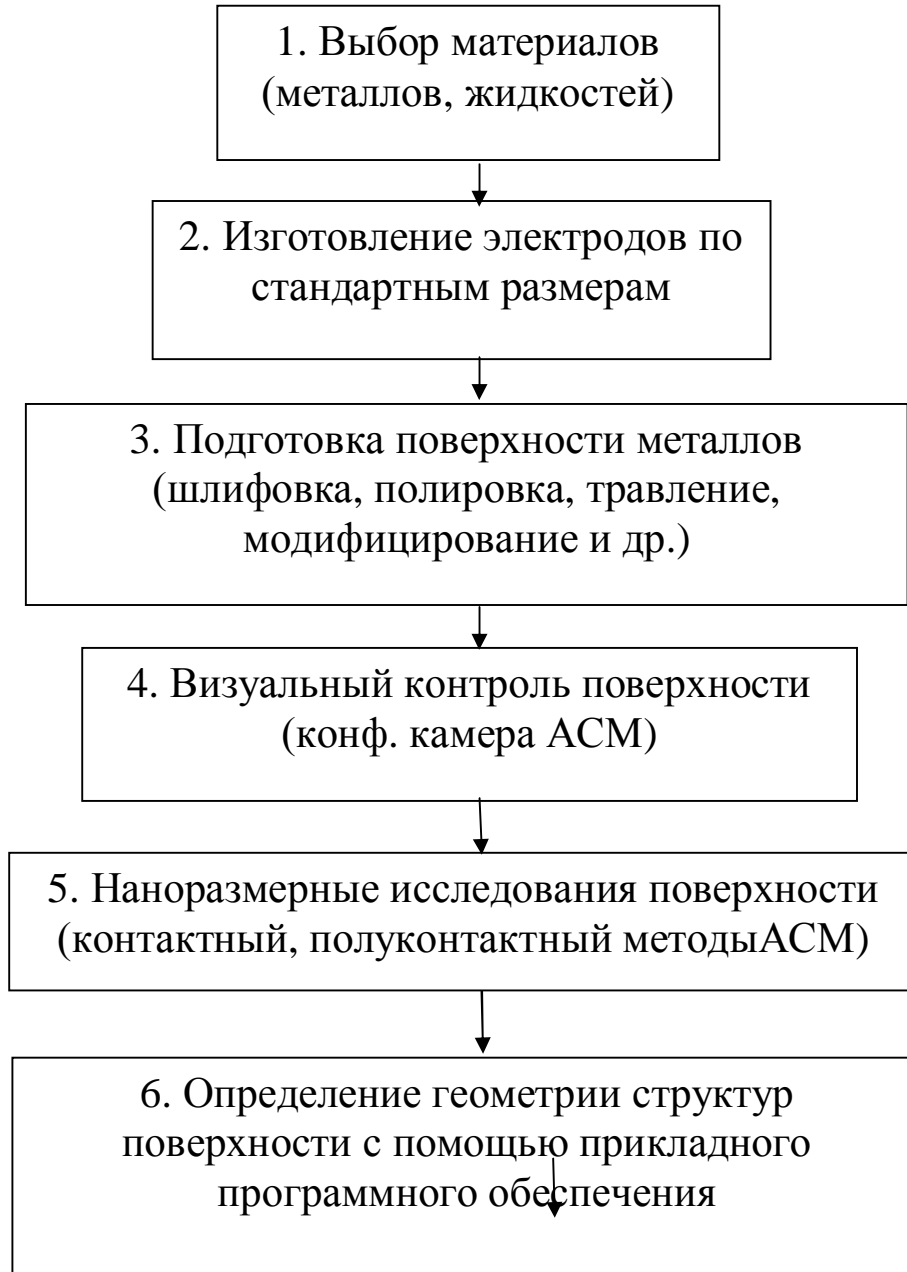 1. Выбор материалов
(металлов, жидкостей)
2. Изготовление электродов по
стандартным размерам
3. Подготовка поверхности металлов
(шлифовка, полировка, травление,
модифицирование и др.)
4. Визуальный контроль поверхности
(конф. камера АСМ)
5. Наноразмерные исследования поверхности
(контактный, полуконтактный методыАСМ)
6. Определение геометрии структур
поверхности с помощью прикладного
программного обеспечения